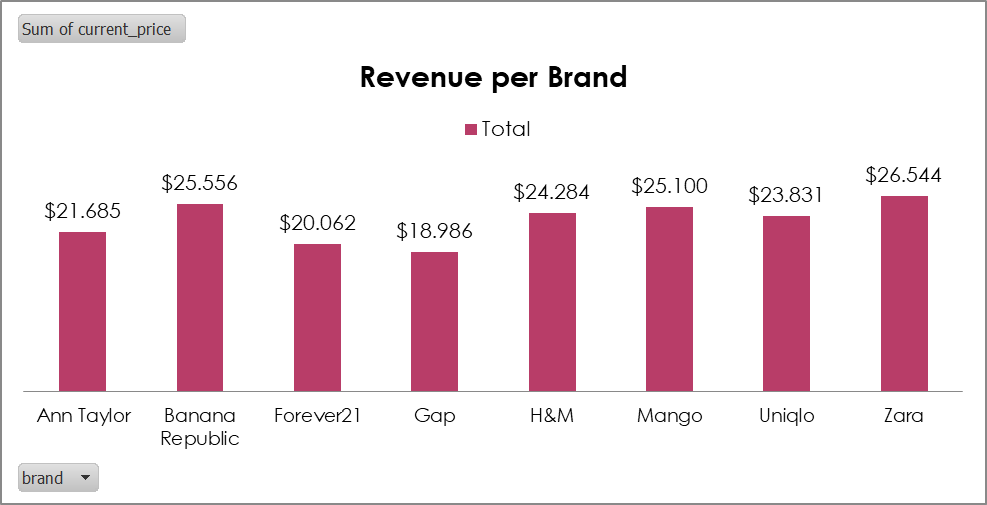 Sum of current_price
Revenue per Brand
Total
$21.685
$25.556
$20.062
$18.986
$24.284
$25.100
$23.831
$26.544
Ann Taylor
Banana
Republic
Forever21
Gap
H&M
Mango
Uniqlo
Zara
brand